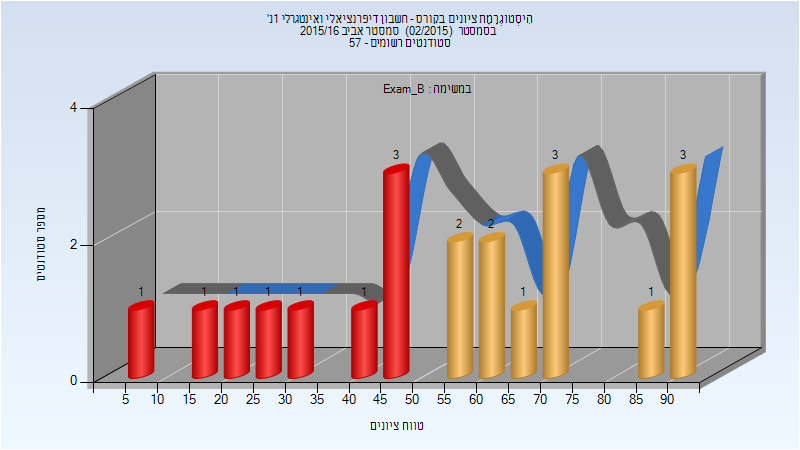 הִיסְטוֹגְרַמַת ציונים בקורס - חשבון דיפרנציאלי ואינטגרלי 1נ'
בסמסטר (02/2015) סמסטר אביב 2015/16
סטודנטים רשומים - 57
במשימה : Exam_B
מספר סטודנטים
4
2
0
1 1 1 1 1 1 3 2 2 1 3 1 3
5 10 15 20 25 30 35 40 45 50 55 60 65 70 75 80 85 90
טווח ציונים